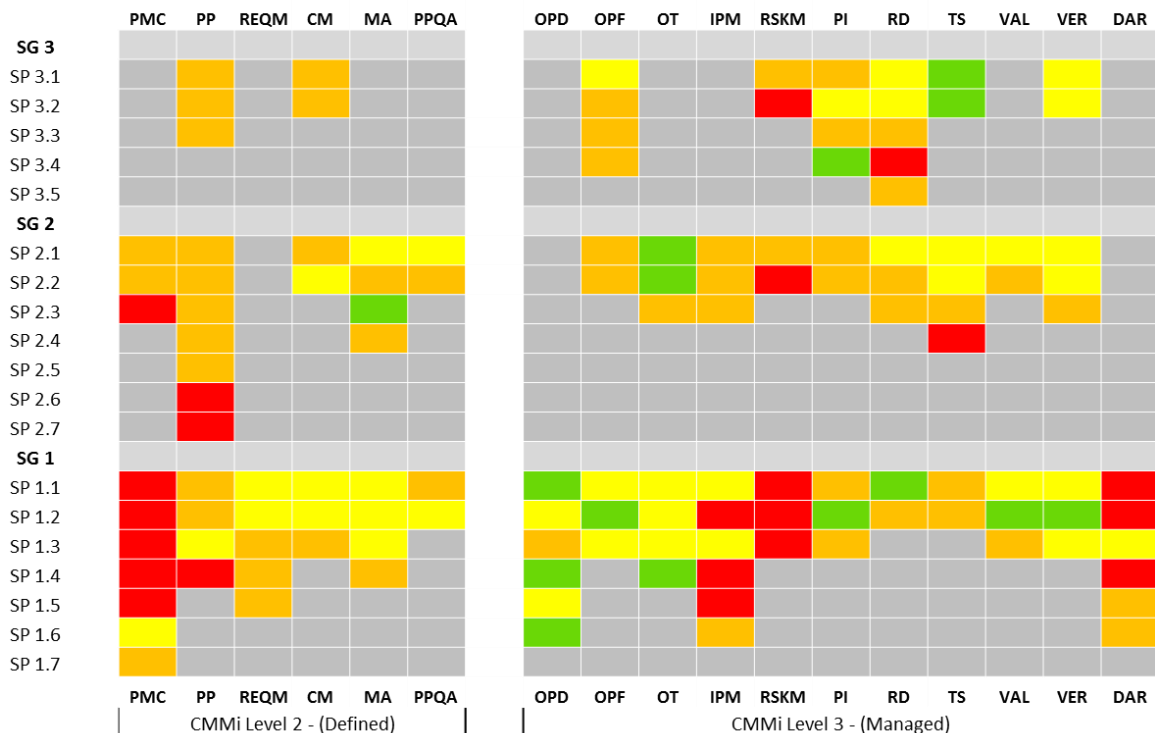 PMC PP REQM CM MA PPQA OPD OPF OT IPM RSKM PI RD TS VAL VER DAR
SG 3
SP 3.1
SP 3.2
SP 3.3
SP 3.4
SP 3.5
SG 2
SP 2.1
SP 2.2
SP 2.3
SP 2.4
SP 2.5
SP 2.6
SP 2.7
SG 1
SP 1.1
SP 1.2
SP 1.3
SP 1.4
SP 1.5
SP 1.6
SP 1.7
PMC PP REQM CM MA PPQA OPD OPF OT IPM RSKM PI RD TS VAL VER DAR
CMMi Level 2 - (Defined) CMMi Level 3 - (Managed)